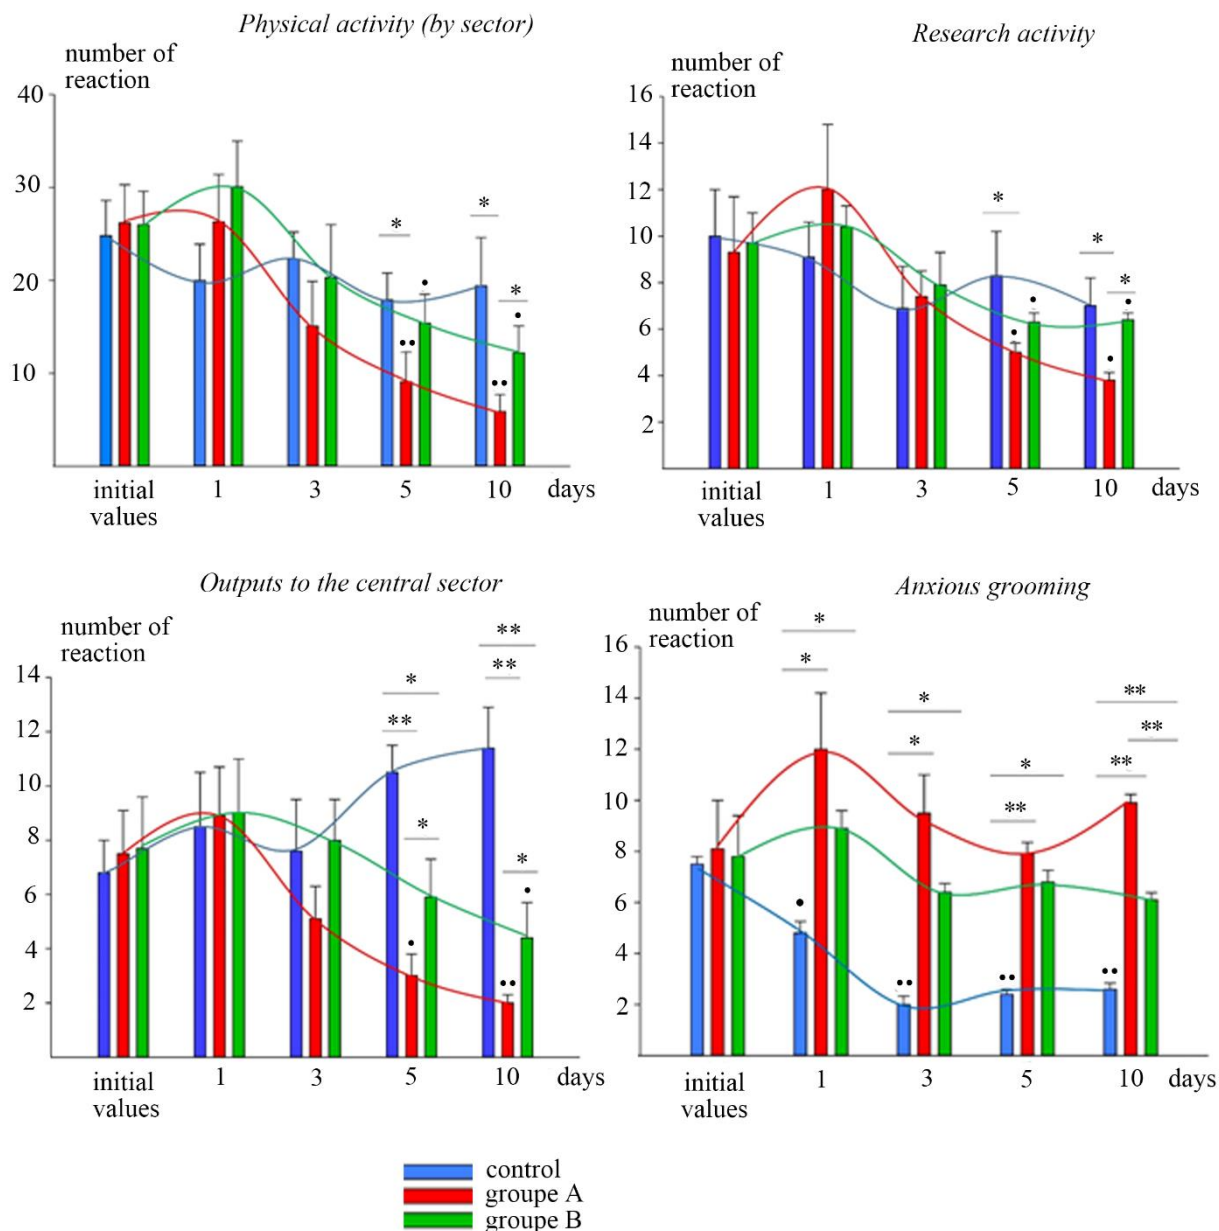 Physical activity (by sector)
number of
reaction
40
30
20
10
*
*
*
•
••
••
•
initial
values
1
3
5
10
days
Research activity
number of
reaction
16
14
12
10
8
6
4
2
*
*
*
•
•
•
•
initial
values
1
3
5
10
days
Outputs to the central sector
number of
reaction
14
12
10
8
6
4
2
**
**
*
**
*
*
•
•
••
initial
values
1
3
5
10
days
Anxious grooming
number of
reaction
16
14
12
10
8
6
4
2
*
*
*
*
*
**
**
**
**
•
••
••
••
initial
values
1
3
5
10
days
control
groupe A
groupe B